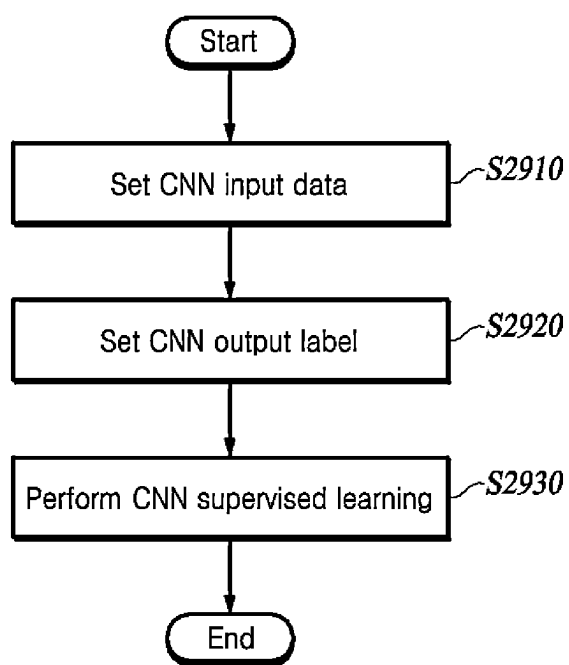 Start
Set CNN input data
S2910
Set CNN output label
S2920
Perform CNN supervised learning
S2930
End